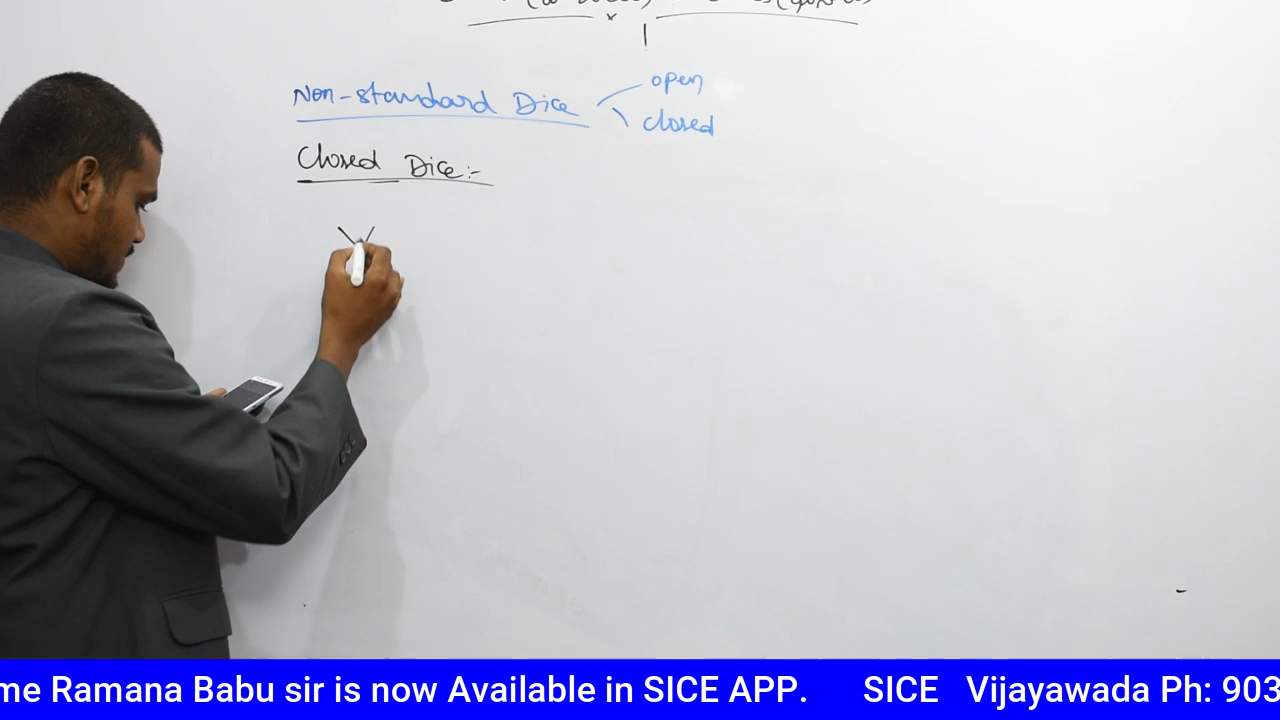 Non-standard Dice
open
closed
Closed Dice:-
me Ramana Babu sir is now Available in SICE APP. SICE Vijayawada Ph: 903